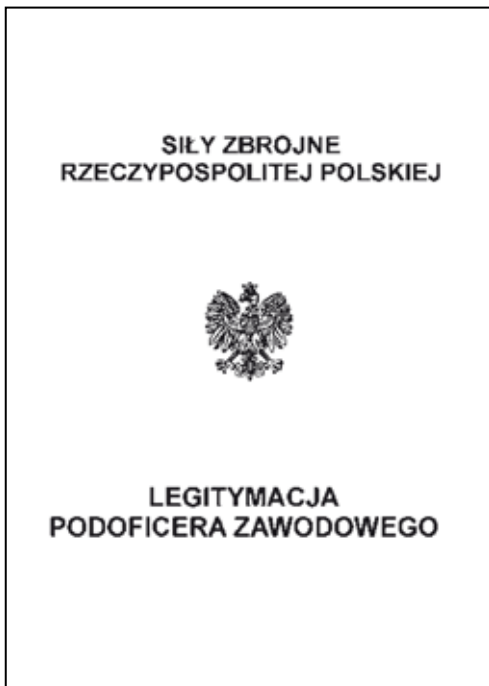 SIŁY ZBROJNE
RZECZYPOSPOLITEJ POLSKIEJ
LEGITYMACJA
PODOFICERA ZAWODOWEGO